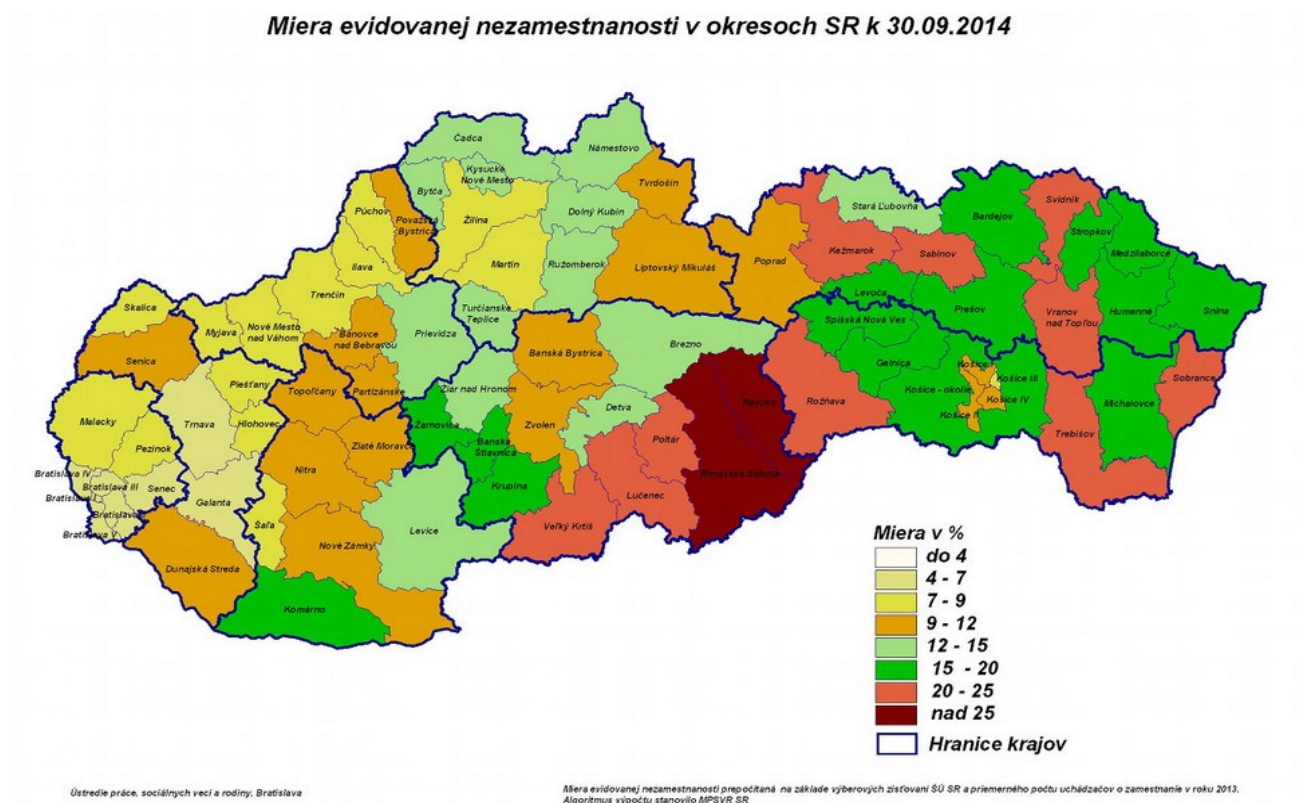 Miera evidovanej nezamestnanosti v okresoch SR k 30.09.2014
Čadca
Námestovo
Kysucké
Nové Mesto
Bytča
Tvrdošín
Púchov
Považská
Bystrica
Žilina
Dolný Kubín
Stará Ľubovňa
Bardejov
Svidník
Stropkov
Medzilaborce
Ilava
Martin
Ružomberok
Liptovský Mikuláš
Poprad
Kežmarok
Sabinov
Trenčín
Skalica
Myjava
Nové Mesto
nad Váhom
Bánovce
nad Bebravou
Prievidza
Turčianske
Teplice
Levoča
Prešov
Vranov
nad Topľou
Humenné
Snina
Senica
Banská Bystrica
Brezno
Spišská Nová Ves
Gelnica
Košice I
Košice III
Košice - okolie
Košice IV
Košice II
Michalovce
Sobrance
Piešťany
Topoľčany
Partizánske
Žiar nad Hronom
Detva
Revúca
Rožňava
Malacky
Trnava
Hlohovec
Zlaté Moravce
Žarnovica
Banská
Štiavnica
Zvolen
Poltár
Trebišov
Pezinok
Nitra
Krupina
Rimavská Sobota
Lučenec
Bratislava IV
Bratislava III
Senec
Galanta
Šaľa
Levice
Veľký Krtíš
Bratislava V
Nové Zámky
Dunajská Streda
Komárno
Miera v %
do 4
4 - 7
7 - 9
9 - 12
12 - 15
15 - 20
20 - 25
nad 25
Hranice krajov
Ústredie práce, sociálnych vecí a rodiny, Bratislava
Miera evidovanej nezamestnanosti prepočítaná na základe výberových zisťovaní ŠÚ SR a priemerného počtu uchádzačov o zamestnanie v roku 2013.
Algoritmus výpočtu stanovilo MPSVR SR